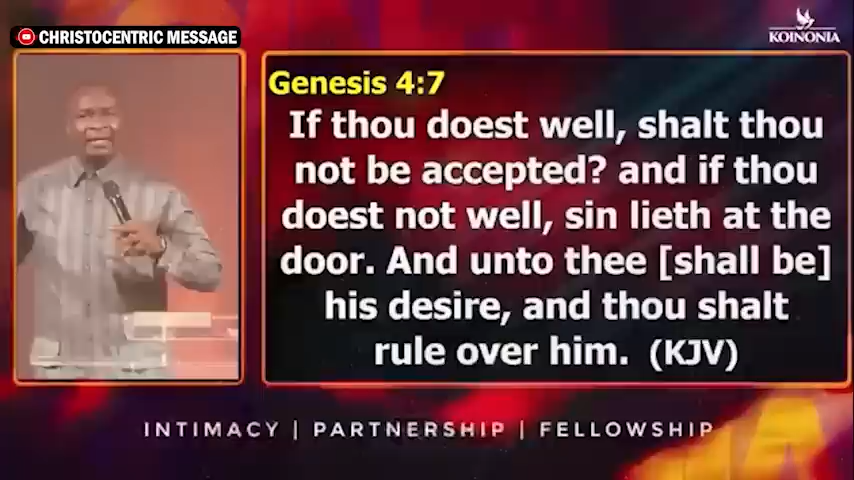 CHRISTOCENTRIC MESSAGE
KOINONIA
Genesis 4:7
If thou doest well, shalt thou
not be accepted? and if thou
doest not well, sin lieth at the
door. And unto thee [shall be]
his desire, and thou shalt
rule over him. (KJV)
INTIMACY | PARTNERSHIP | FELLOWSHIP